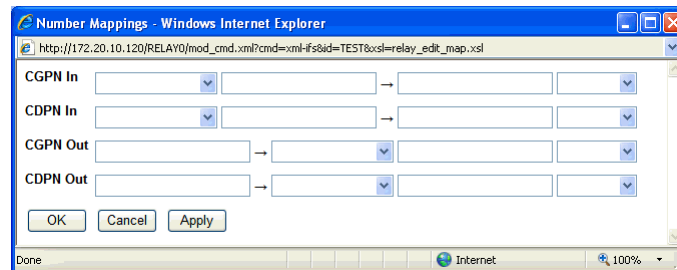 Number Mappings - Windows Internet Explorer
http://172.20.10.120/RELAY0/mod_cmd.xml?cmd=xml-ifs&id=TEST&xsl=relay_edit_map.xsl
CGPN In →
CDPN In →
CGPN Out →
CDPN Out →
OK Cancel Apply
Done Internet 100%